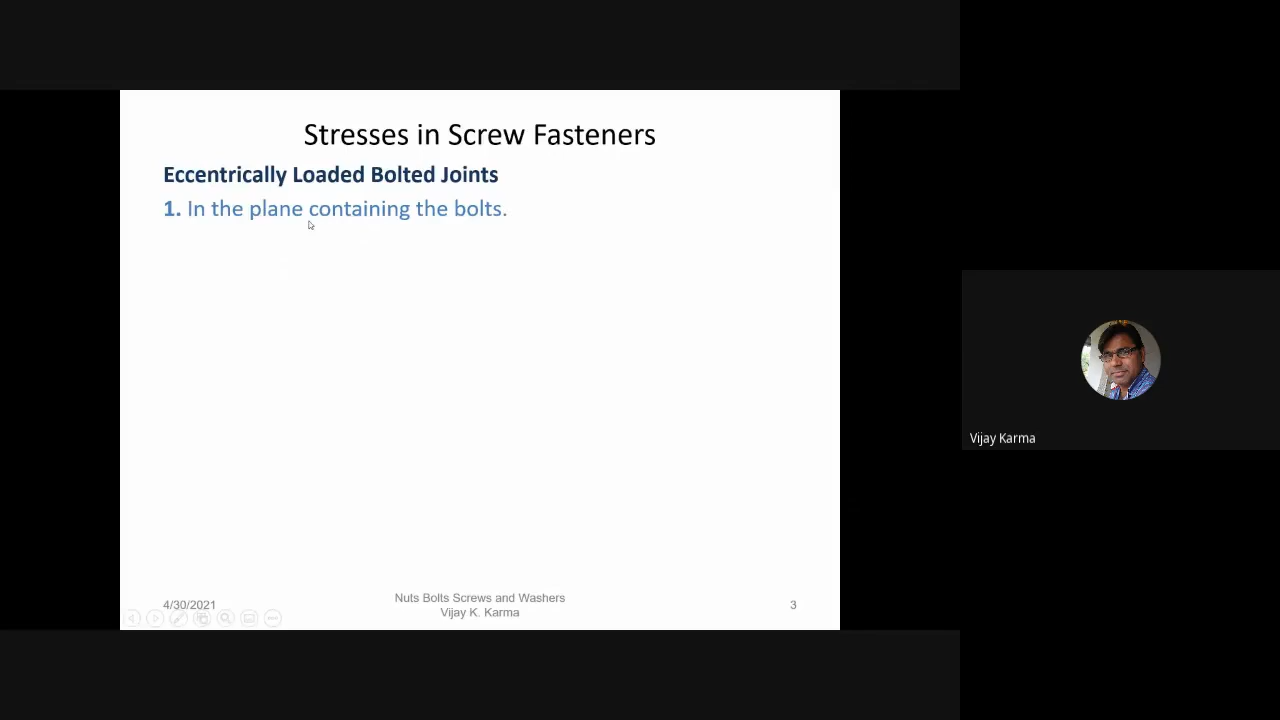 Stresses in Screw Fasteners
Eccentrically Loaded Bolted Joints
1. In the plane containing the bolts.
4/30/2021
Nuts Bolts Screws and Washers
Vijay K. Karma
3
Vijay Karma